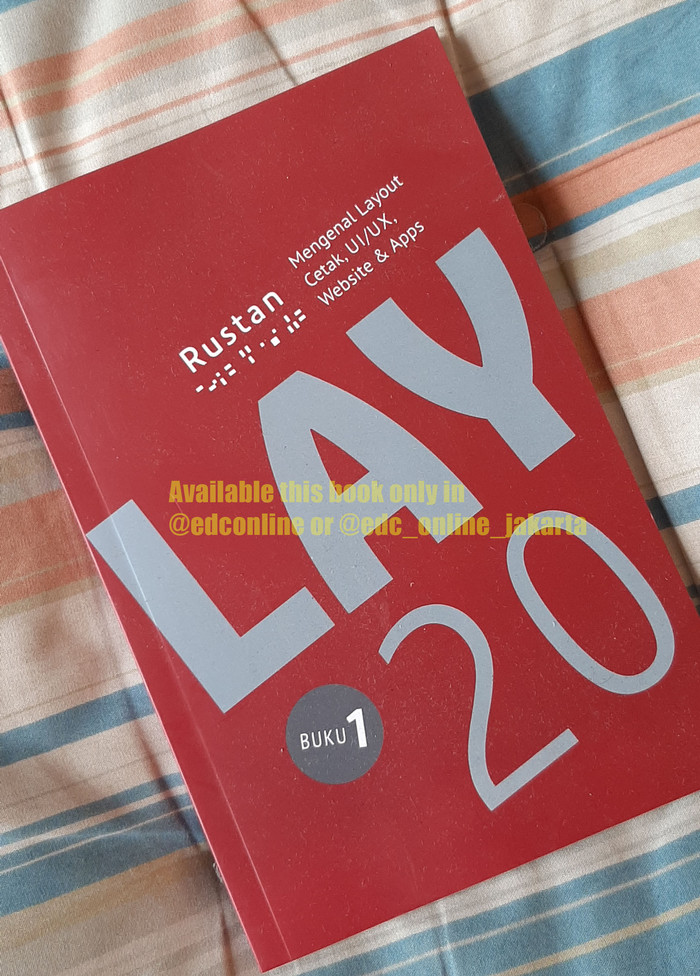 Rustan
Mengenal Layout
Cetak, UI/UX,
Website & Apps
LAY
20
BUKU 1
Available this book only in
@edconline or @edc_online_jakarta